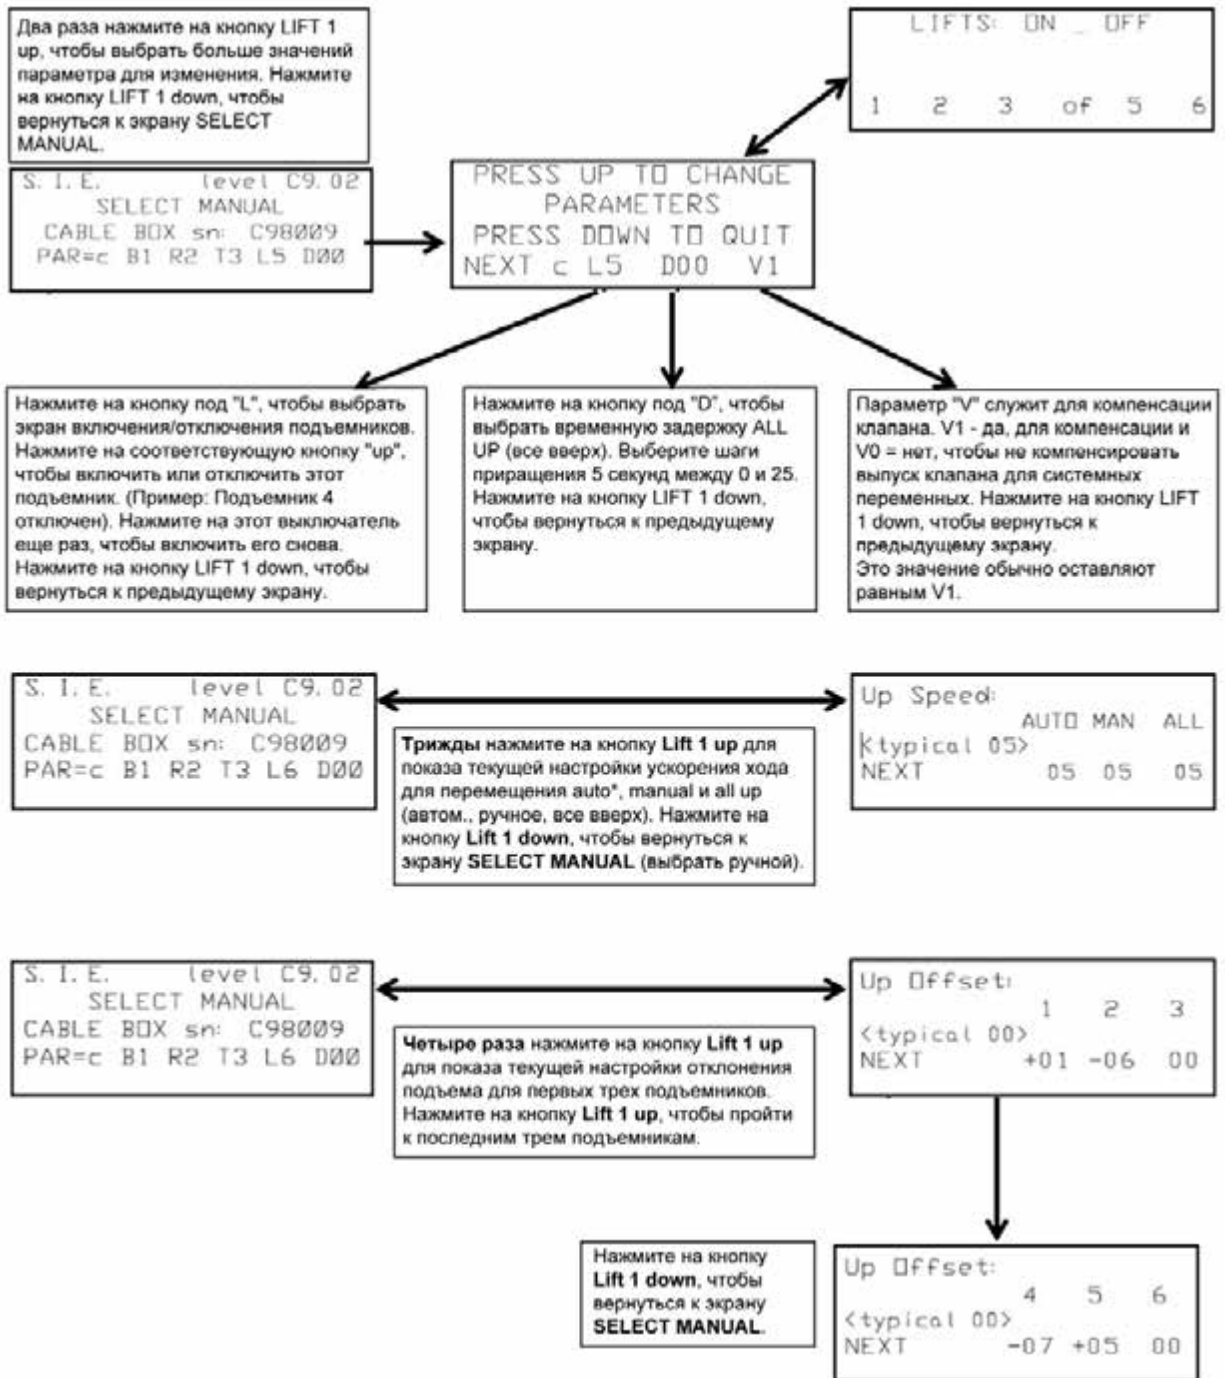 Два раза нажмите на кнопку LIFT 1
up, чтобы выбрать больше значений
параметра для изменения. Нажмите
на кнопку LIFT 1 down, чтобы
вернуться к экрану SELECT
MANUAL.
LIFTS: ON _ OFF
1 2 3 of 5 6
S. I. E. level C9.02
SELECT MANUAL
CABLE BOX sn: C98009
PAR=c B1 R2 T3 L5 D00
PRESS UP TO CHANGE
PARAMETERS
PRESS DOWN TO QUIT
NEXT c L5 D00 V1
Нажмите на кнопку под "L", чтобы выбрать
экран включения/отключения подъемников.
Нажмите на соответствующую кнопку "up",
чтобы включить или отключить этот
подъемник. (Пример: Подъемник 4
отключен). Нажмите на этот выключатель
еще раз, чтобы включить его снова.
Нажмите на кнопку LIFT 1 down, чтобы
вернуться к предыдущему экрану.
Нажмите на кнопку под "D", чтобы
выбрать временную задержку ALL
UP (все вверх). Выберите шаги
приращения 5 секунд между 0 и 25.
Нажмите на кнопку LIFT 1 down,
чтобы вернуться к предыдущему
экрану.
Параметр "V" служит для компенсации
клапана. V1 - да, для компенсации и
V0 = нет, чтобы не компенсировать
выпуск клапана для системных
переменных. Нажмите на кнопку LIFT
1 down, чтобы вернуться к
предыдущему экрану.
Это значение обычно оставляют
равным V1.
S. I. E. level C9.02
SELECT MANUAL
CABLE BOX sn: C98009
PAR=c B1 R2 T3 L6 D00
Трижды нажмите на кнопку Lift 1 up для
показа текущей настройки ускорения хода
для перемещения auto*, manual и all up
(автом., ручное, все вверх). Нажмите на
кнопку Lift 1 down, чтобы вернуться к
экрану SELECT MANUAL (выбрать ручной).
Up Speed:
AUTO MAN ALL
<typical 05>
NEXT 05 05 05
S. I. E. level C9.02
SELECT MANUAL
CABLE BOX sn: C98009
PAR=c B1 R2 T3 L6 D00
Четыре раза нажмите на кнопку Lift 1 up
для показа текущей настройки отклонения
подъема для первых трех подъемников.
Нажмите на кнопку Lift 1 up, чтобы пройти
к последним трем подъемникам.
Up Offset:
1 2 3
<typical 00>
NEXT +01 -06 00
Нажмите на кнопку
Lift 1 down, чтобы
вернуться к экрану
SELECT MANUAL.
Up Offset:
4 5 6
<typical 00>
NEXT -07 +05 00